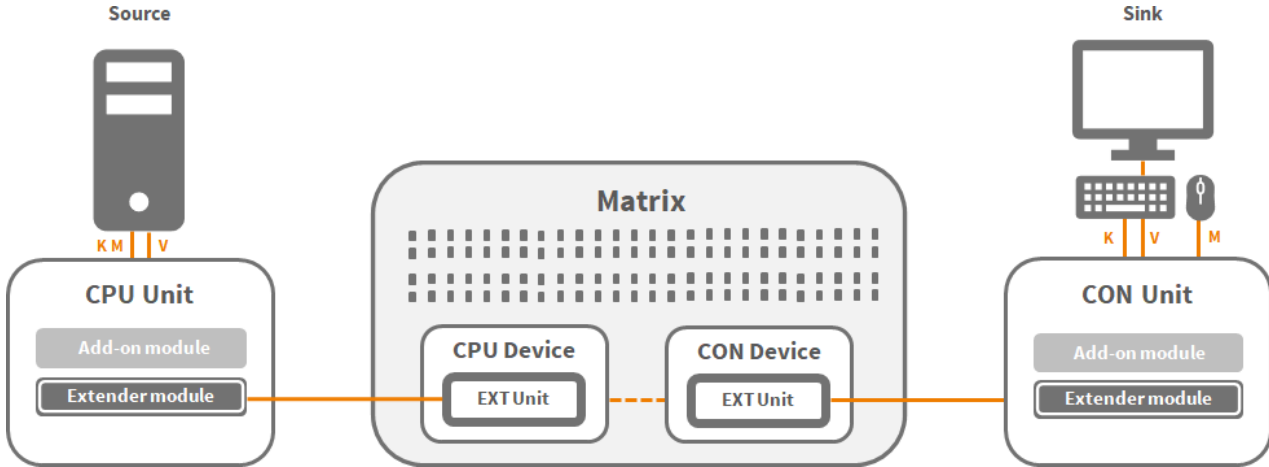 Source
Sink
Matrix
K M
V
K
V
M
CPU Unit
Add-on module
Extender module
CPU Device
EXT Unit
CON Device
EXT Unit
CON Unit
Add-on module
Extender module